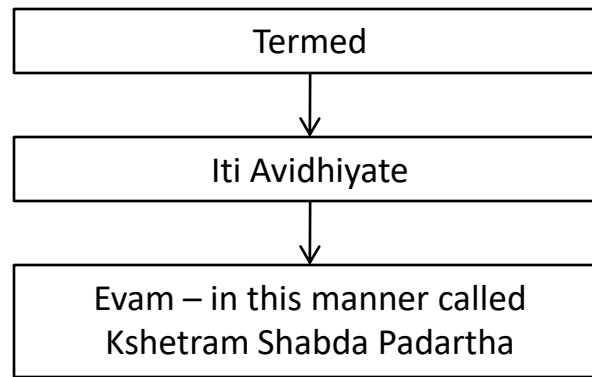 Termed
Iti Avidhiyate
Evam – in this manner called
Kshetram Shabda Padartha